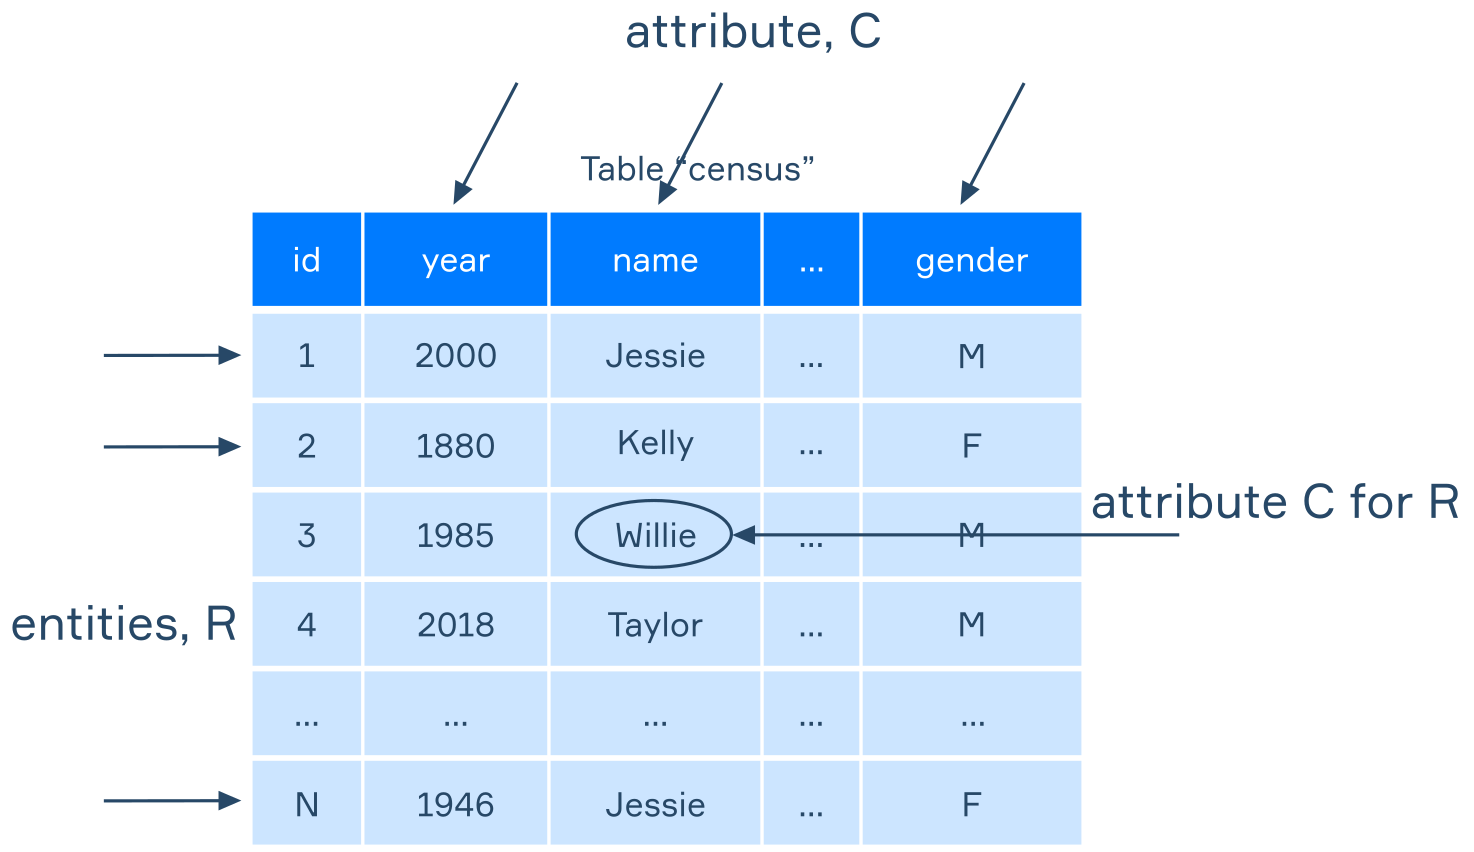 attribute, C
Table “census”
id year name ... gender
1 2000 Jessie ... M
2 1880 Kelly ... F
attribute C for R
3 1985 Willie ... M
entities, R
4 2018 Taylor ... M
... ... ... ... ...
N 1946 Jessie ... F